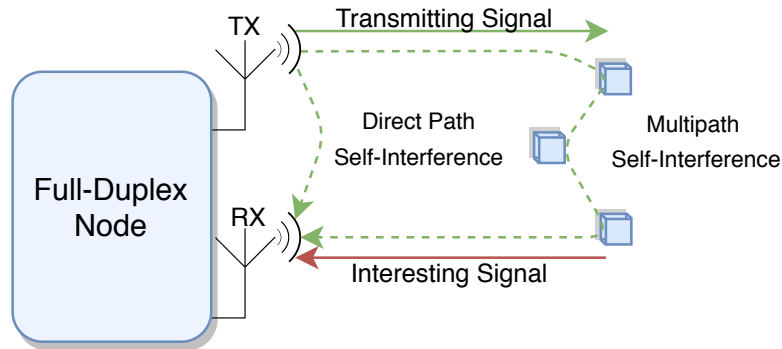 TX
Transmitting Signal
Direct Path
Self-Interference
Multipath
Self-Interference
Full-Duplex
Node
RX
Interesting Signal